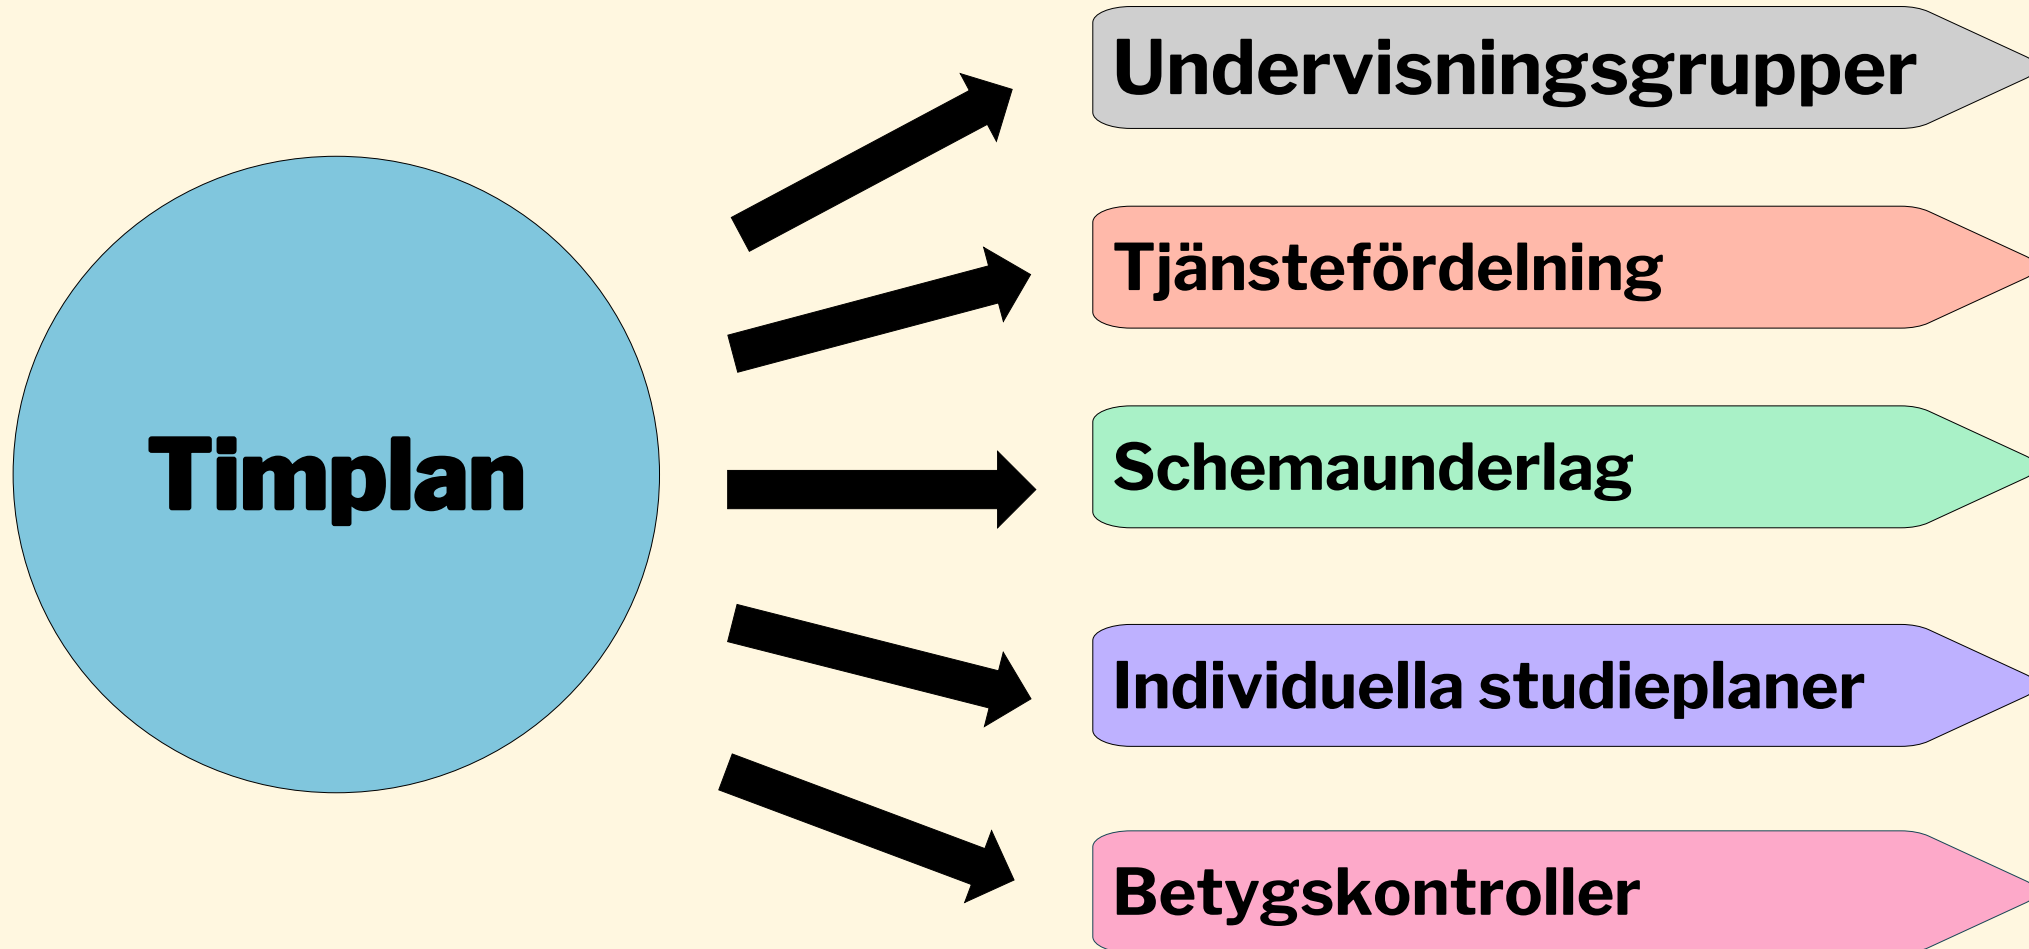 Timplan
Undervisningsgrupper
Tjänstefördelning
Schemaunderlag
Individuella studieplaner
Betygskontroller